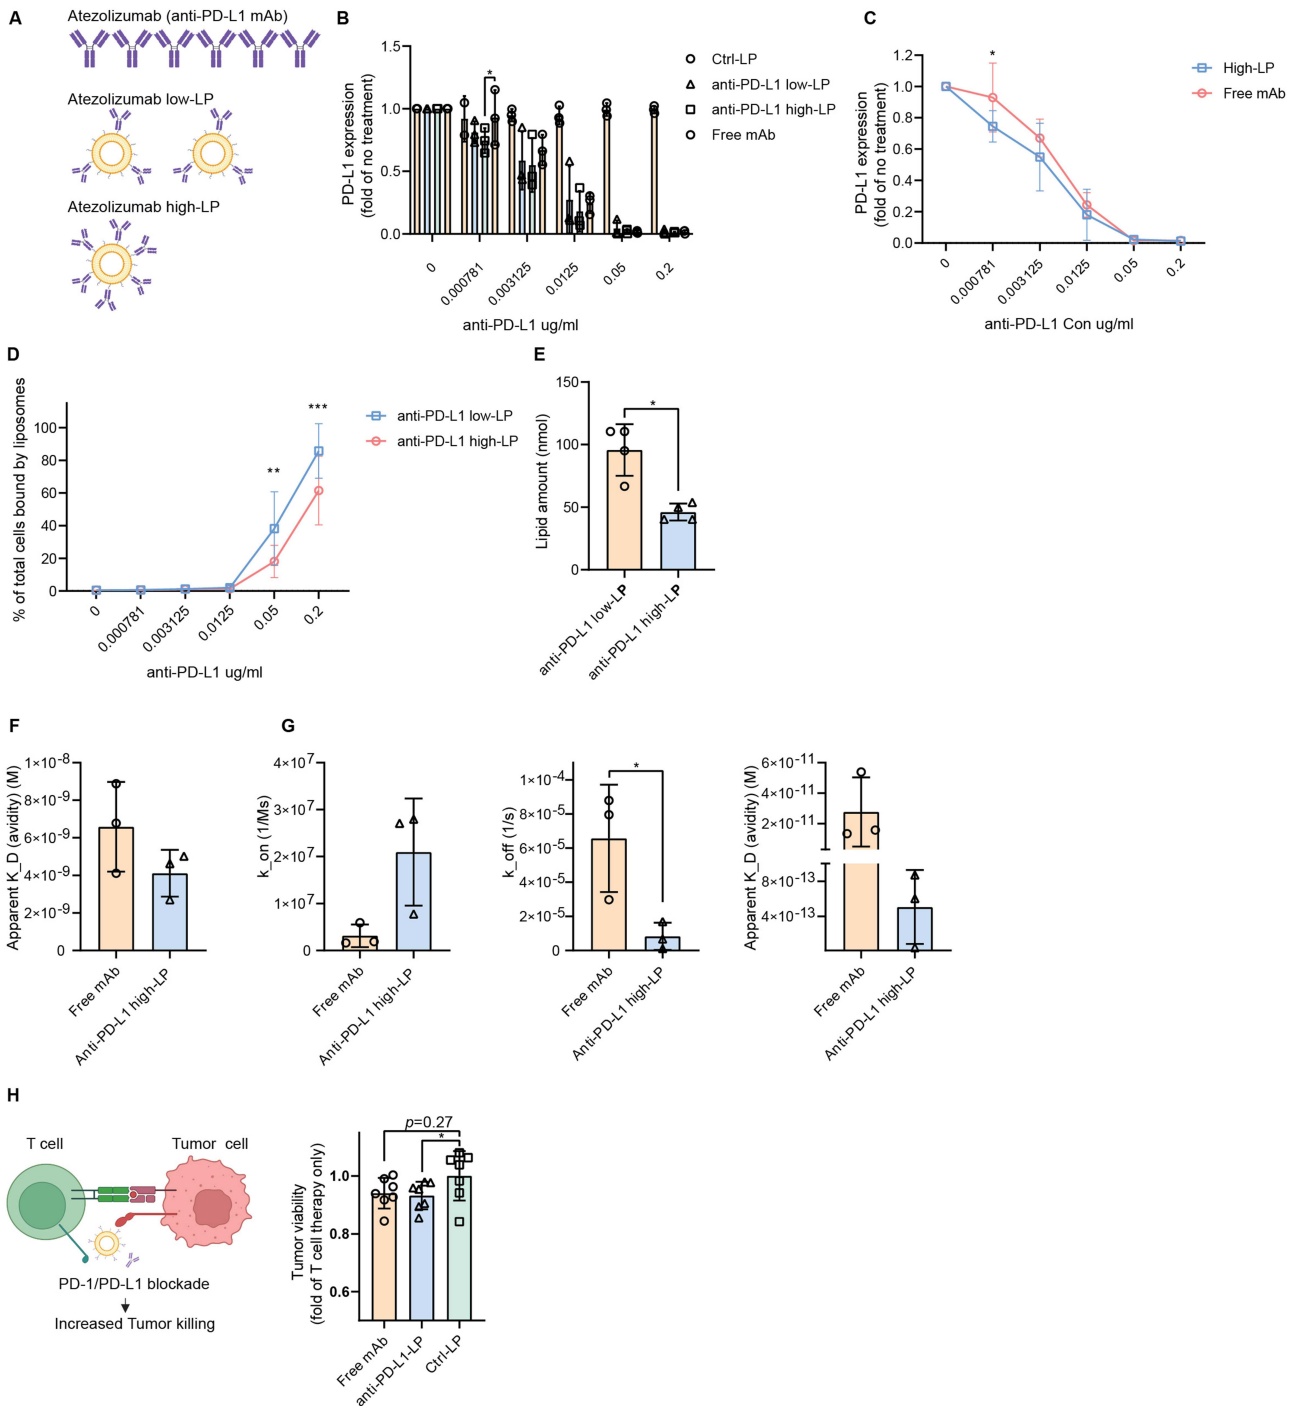 A
Atezolizumab (anti-PD-L1 mAb)
Atezolizumab low-LP
Atezolizumab high-LP
B
PD-L1 expression
(fold of no treatment)
1.5
1.0
0.5
0.0
*
0
0.000781
0.003125
0.0125
0.05
0.2
anti-PD-L1 ug/ml
Ctrl-LP
anti-PD-L1 low-LP
anti-PD-L1 high-LP
Free mAb
C
PD-L1 expression
(fold of no treatment)
1.2
1.0
0.8
0.6
0.4
0.2
0.0
*
0
0.000781
0.003125
0.0125
0.05
0.2
anti-PD-L1 Con ug/ml
High-LP
Free mAb
D
% of total cells bound by liposomes
100
80
60
40
20
0
**
***
0
0.000781
0.003125
0.0125
0.05
0.2
anti-PD-L1 ug/ml
anti-PD-L1 low-LP
anti-PD-L1 high-LP
E
Lipid amount (nmol)
150
100
50
0
*
anti-PD-L1 low-LP
anti-PD-L1 high-LP
F
Apparent K_D (avidity) (M)
1×10-8
8×10-9
6×10-9
4×10-9
2×10-9
0
Free mAb
Anti-PD-L1 high-LP
G
k_on (1/Ms)
4×10^7
3×10^7
2×10^7
1×10^7
0
Free mAb
Anti-PD-L1 high-LP
k_off (1/s)
1×10-4
8×10-5
6×10-5
4×10-5
2×10-5
0
*
Free mAb
Anti-PD-L1 high-LP
Apparent K_D (avidity) (M)
6×10-11
4×10-11
2×10-11
8×10-13
4×10-13
Free mAb
Anti-PD-L1 high-LP
H
T cell
Tumor cell
PD-1/PD-L1 blockade
Increased Tumor killing
Tumor viability
(fold of T cell therapy only)
1.0
0.8
0.6
p=0.27
*
Free mAb
anti-PD-L1-LP
Ctrl-LP